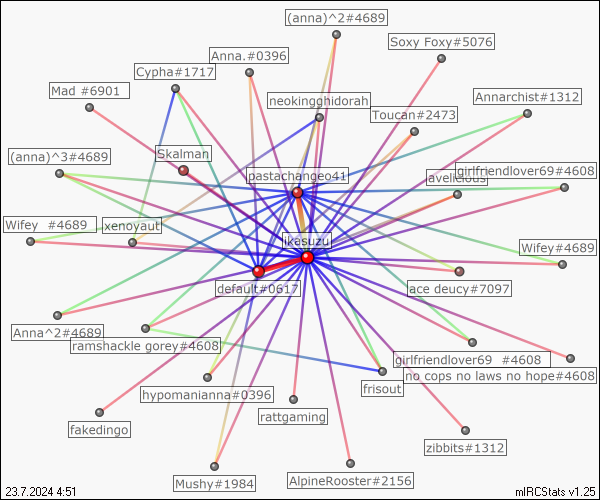 (anna)^2#4689
Soxy Foxy#5076
Anna.#0396
Cypha#1717
Mad #6901
neokingghidorah
Annarchist#1312
Toucan#2473
(anna)^3#4689
Skalman
pastachangeo41
avelicious
girlfriendlover69#4608
Wifey #4689
xenoyaut
ikesuzu
Wifey#4689
default#0617
ace deucy#7097
Anna^2#4689
ramshackle gorey#4608
girlfriendlover69 #4608
no cops no laws no hope#4608
hypomanianna#0396
frisout
rattgaming
fakedingo
zibbits#1312
Mushy#1984
AlpineRooster#2156
23.7.2024 4:51
mIRCStats v1.25